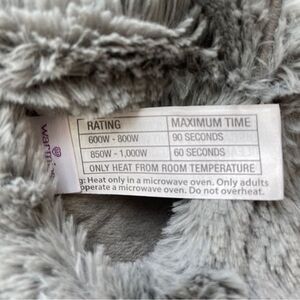 RATING MAXIMUM TIME
600W - 800W 90 SECONDS
850W - 1,000W 60 SECONDS
ONLY HEAT FROM ROOM TEMPERATURE
g: Heat only in a microwave oven. Only adults
operate a microwave oven. Do not overheat.